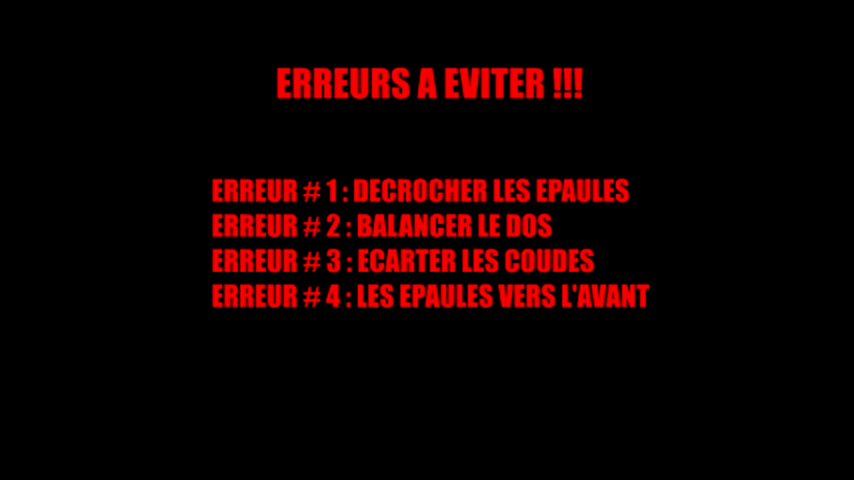 ERREURS A EVITER !!!
ERREUR # 1 : DECROCHER LES EPAULES
ERREUR # 2 : BALANCER LE DOS
ERREUR # 3 : ECARTER LES COUDES
ERREUR # 4 : LES EPAULES VERS L'AVANT